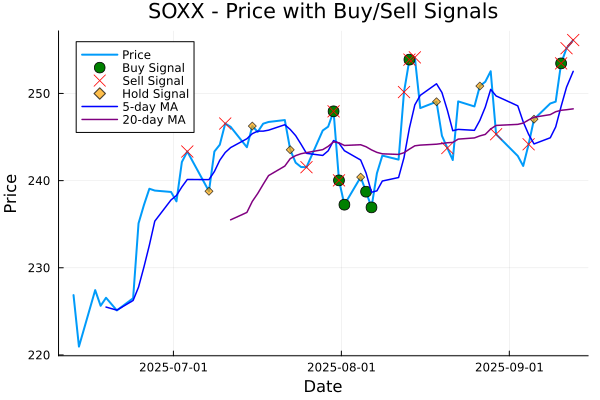 SOXX - Price with Buy/Sell Signals
Price
Buy Signal
Sell Signal
Hold Signal
5-day MA
20-day MA
250
240
230
220
Price
2025-07-01
2025-08-01
2025-09-01
Date